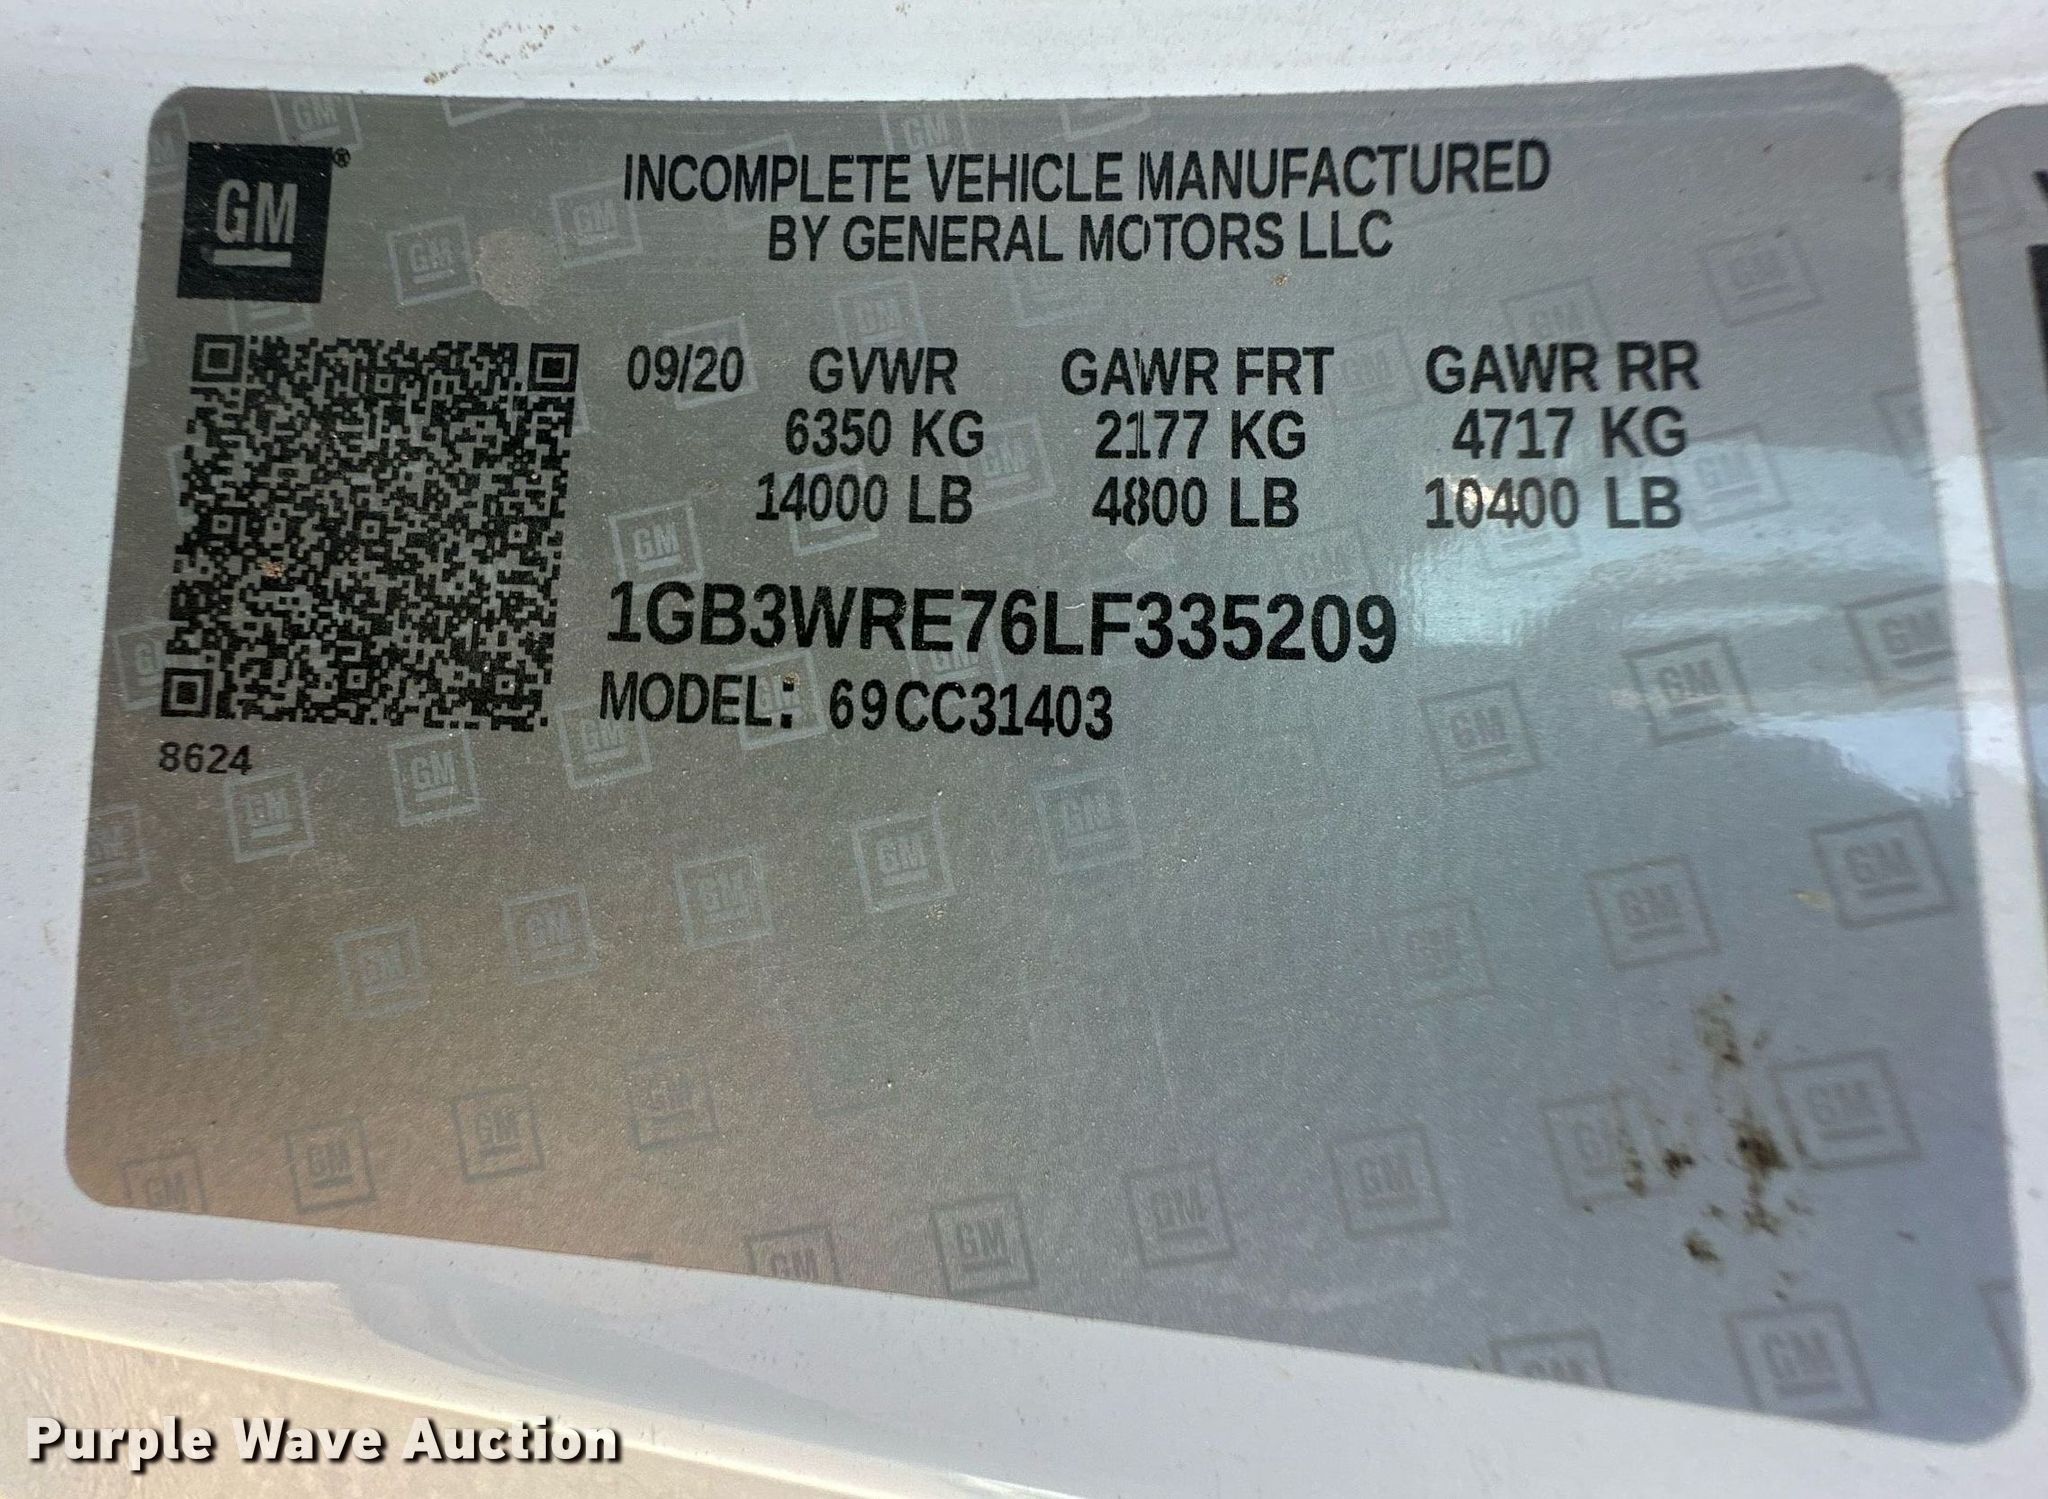 GM®
INCOMPLETE VEHICLE MANUFACTURED
BY GENERAL MOTORS LLC
09/20 GVWR GAWR FRT GAWR RR
6350 KG 2177 KG 4717 KG
14000 LB 4800 LB 10400 LB
1GB3WRE76LF335209
MODEL: 69CC31403
8624
Purple Wave Auction